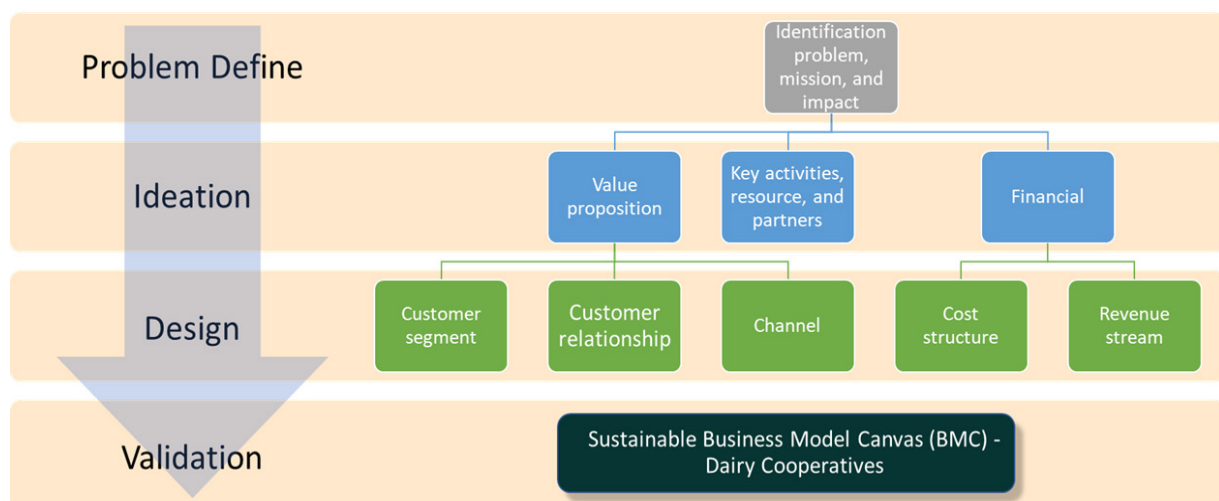 Problem Define
Identification
problem,
mission, and
impact
Ideation
Value
proposition
Key activities,
resource, and
partners
Financial
Design
Customer
segment
Customer
relationship
Channel
Cost
structure
Revenue
stream
Validation
Sustainable Business Model Canvas (BMC) -
Dairy Cooperatives